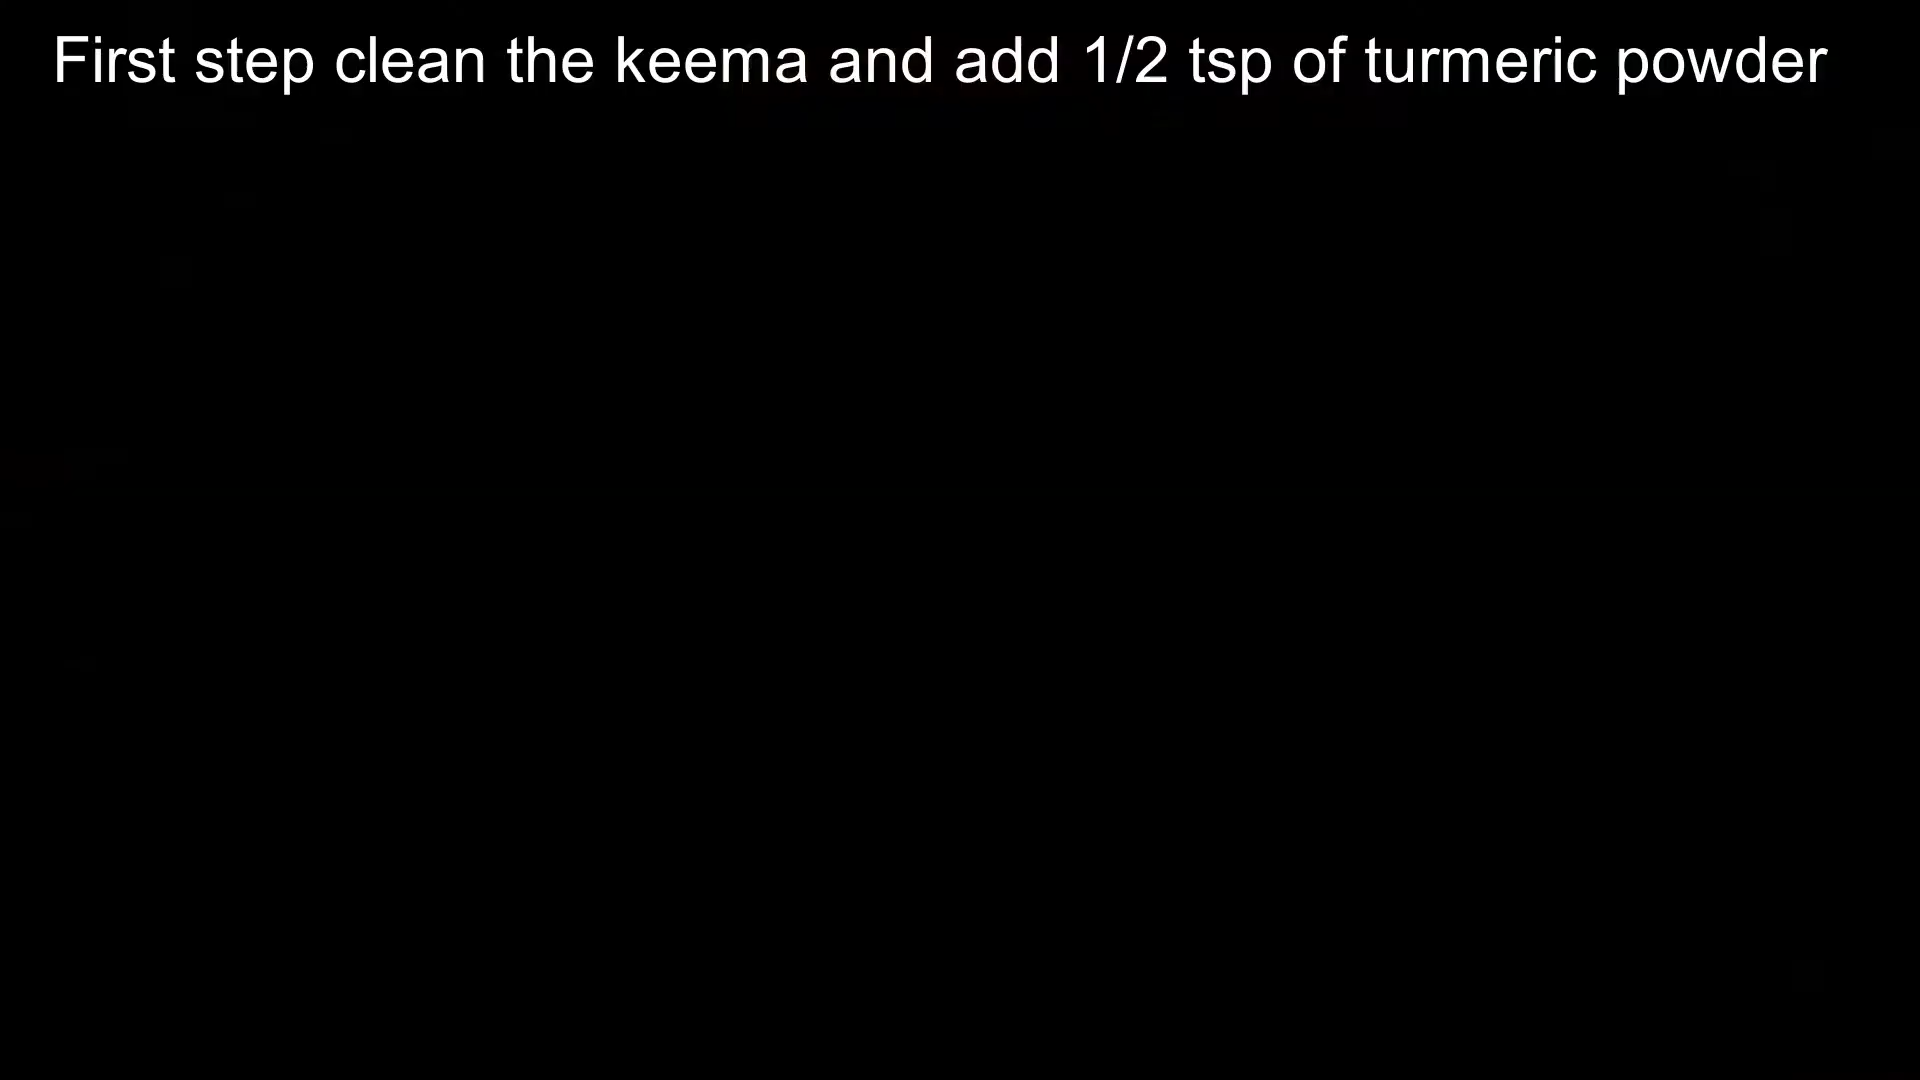 First step clean the keema and add 1/2 tsp of turmeric powder